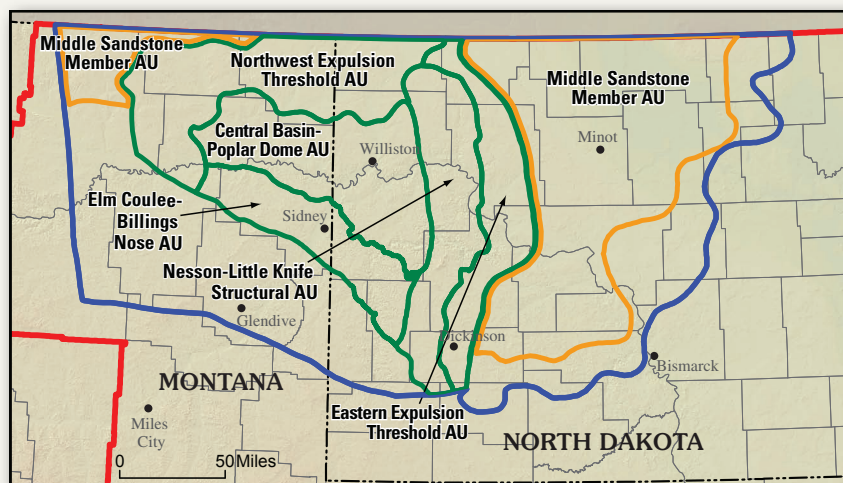 Middle Sandstone
Member AU
Northwest Expulsion
Threshold AU
Middle Sandstone
Member AU
Central Basin-
Poplar Dome AU
Williston
Minot
Elm Coulee-
Billings
Nose AU
Sidney
Nesson-Little Knife
Structural AU
Glendive
Dickinson
Bismarck
MONTANA
Miles
City
Eastern Expulsion
Threshold AU
NORTH DAKOTA
0 50 Miles